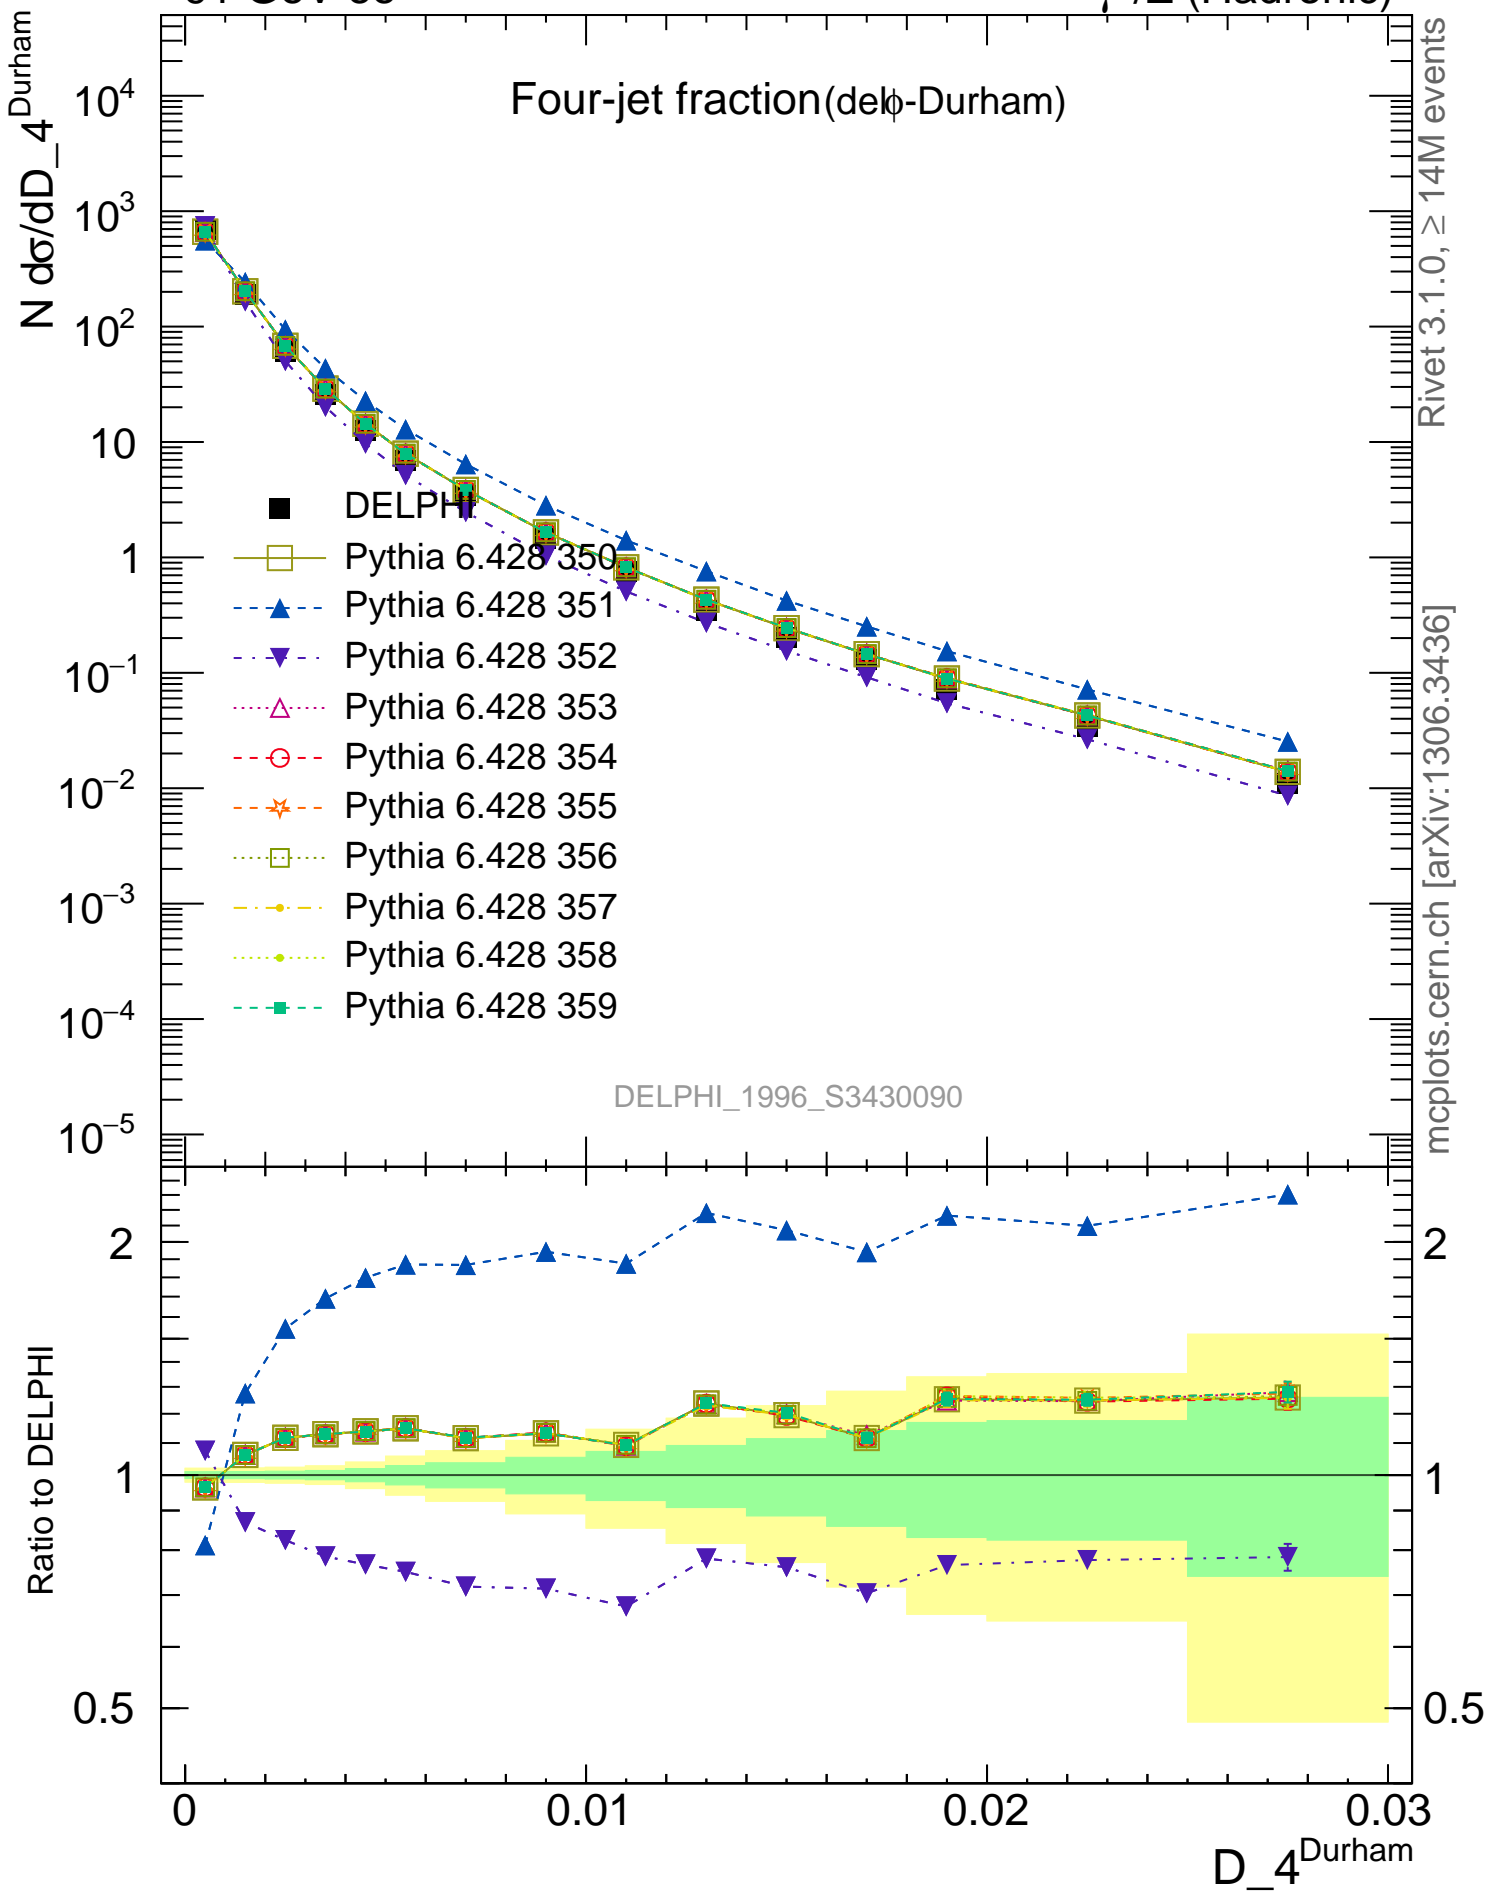 Four-jet fraction(delϕ-Durham)
N dσ/dD_4^Durham
10^4
10^3
10^2
10
1
10^−1
10^−2
10^−3
10^−4
10^−5
DELPHI
Pythia 6.428 350
Pythia 6.428 351
Pythia 6.428 352
Pythia 6.428 353
Pythia 6.428 354
Pythia 6.428 355
Pythia 6.428 356
Pythia 6.428 357
Pythia 6.428 358
Pythia 6.428 359
DELPHI_1996_S3430090
Rivet 3.1.0, ≥ 14M events
mcplots.cern.ch [arXiv:1306.3436]
Ratio to DELPHI
2
1
0.5
2
1
0.5
0
0.01
0.02
0.03
D_4^Durham